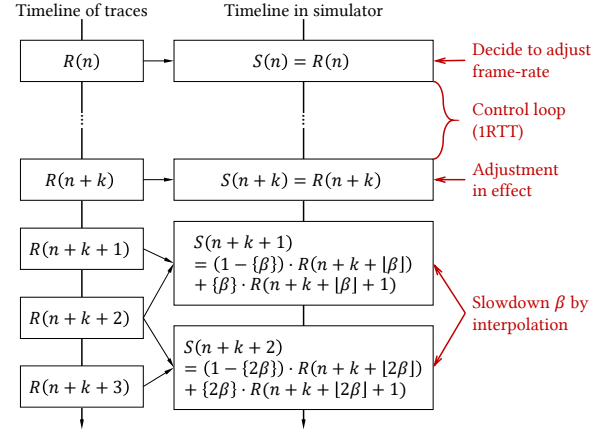 Timeline of traces
Timeline in simulator
R(n)
S(n) = R(n)
Decide to adjust
frame-rate
Control loop
(1RTT)
R(n + k)
S(n + k) = R(n + k)
Adjustment
in effect
R(n + k + 1)
S(n + k + 1)
= (1 − {β}) · R(n + k + ⌊β⌋)
+ {β} · R(n + k + ⌊β⌋ + 1)
R(n + k + 2)
Slowdown β by
interpolation
S(n + k + 2)
= (1 − {2β}) · R(n + k + ⌊2β⌋)
+ {2β} · R(n + k + ⌊2β⌋ + 1)
R(n + k + 3)